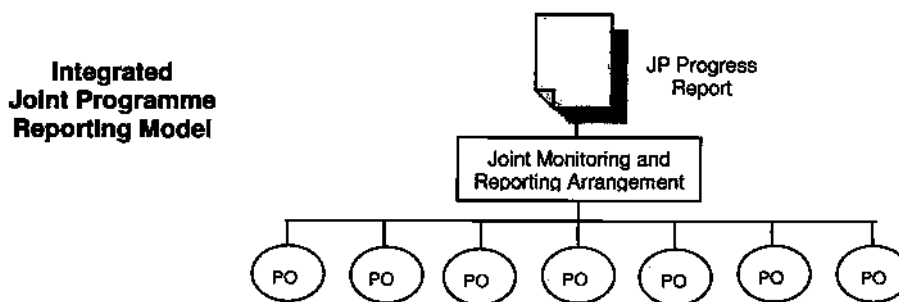 Integrated
Joint Programme
Reporting Model
JP Progress
Report
Joint Monitoring and
Reporting Arrangement
PO PO PO PO PO PO PO